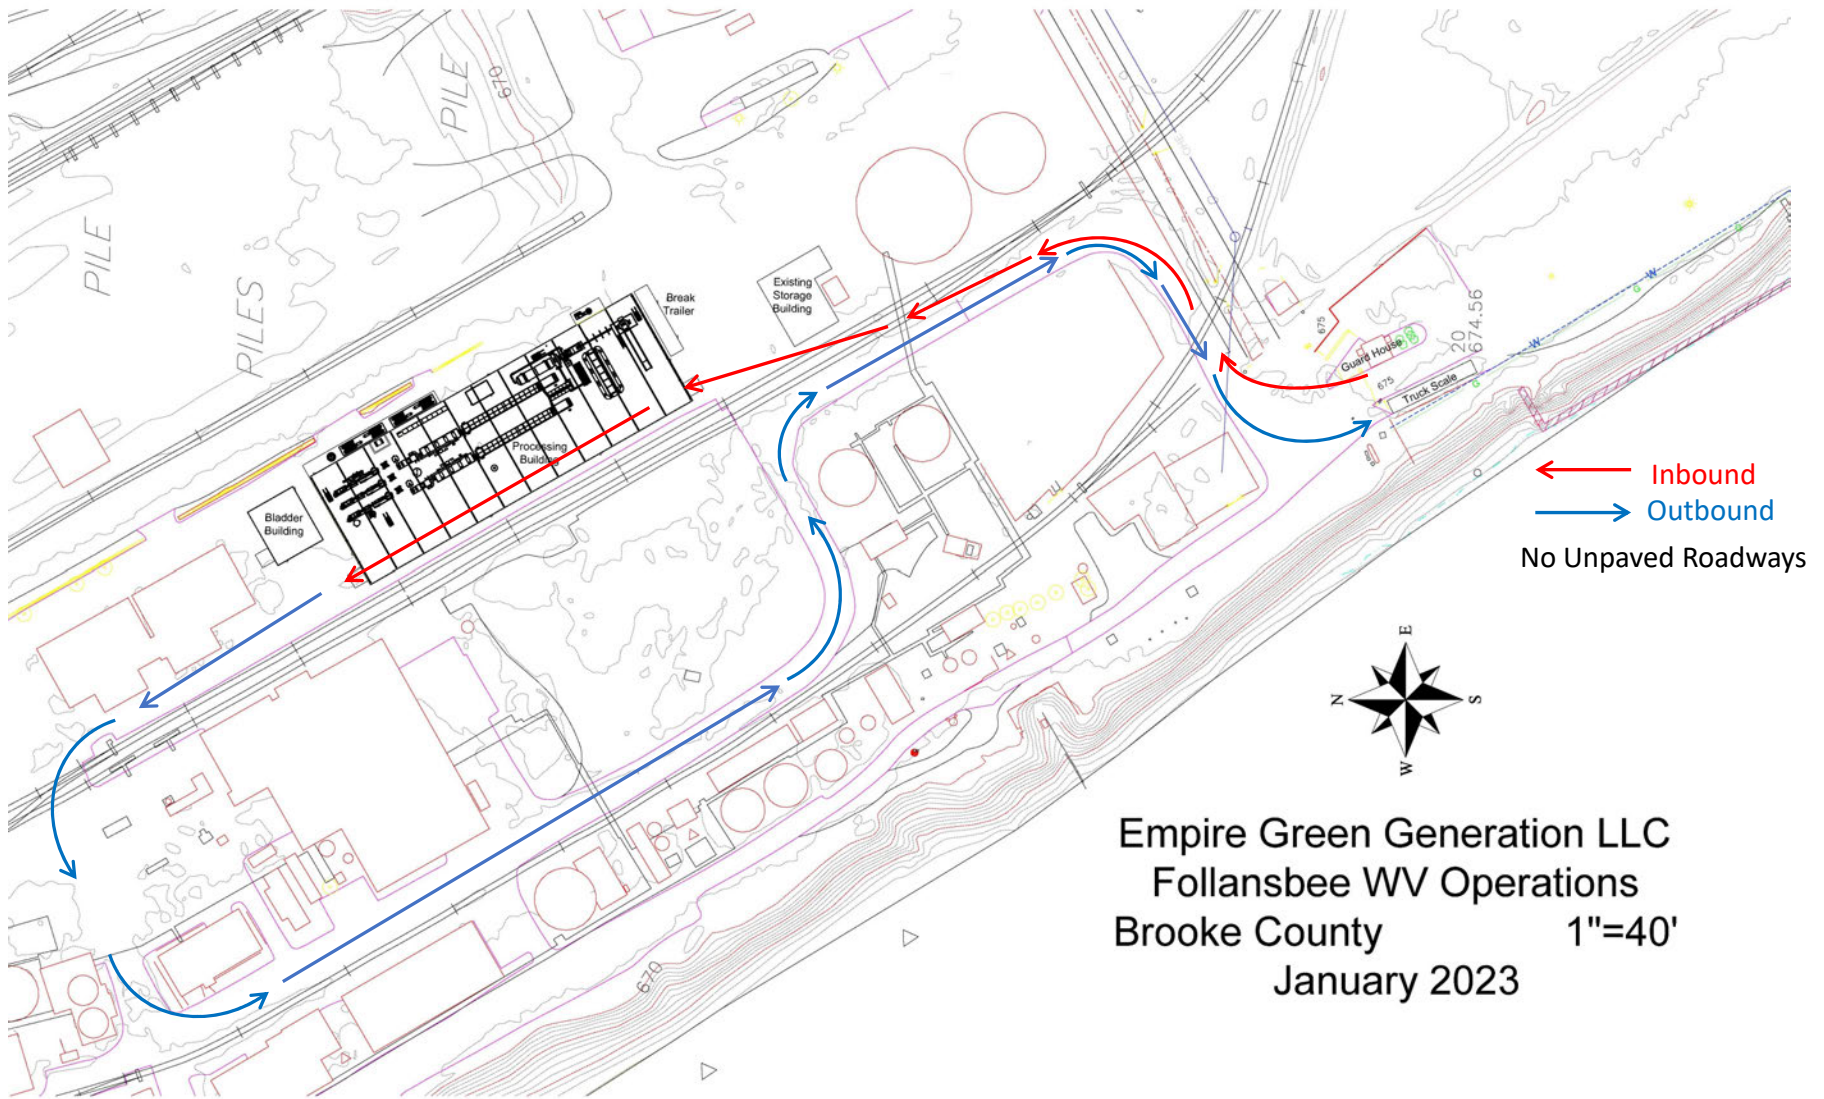 PILE
670
PILE
PILES
OHE
Break
Trailer
Existing
Storage
Building
Processing
Building
Bladder
Building
675
Guard House
675
Truck Scale
20
674.56
W
W
G
G
G
Inbound
Outbound
No Unpaved Roadways
E
N
S
W
670
Empire Green Generation LLC
Follansbee WV Operations
Brooke County 1"=40'
January 2023